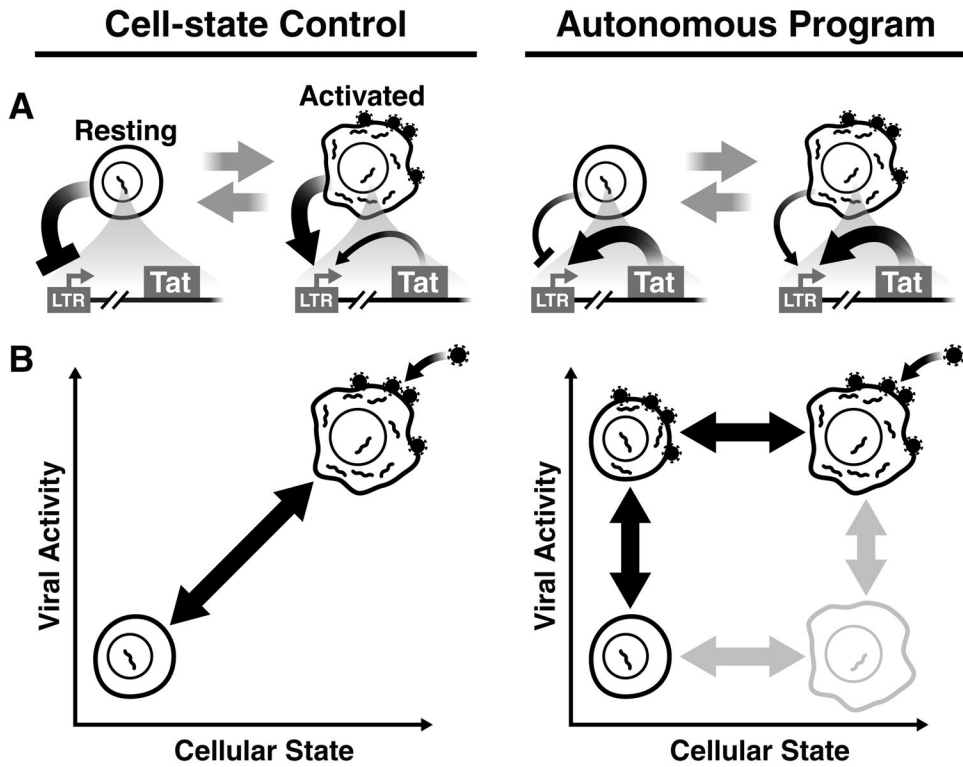 Cell-state Control
Autonomous Program
A
Resting
Activated
LTR
Tat
LTR
Tat
LTR
Tat
LTR
Tat
B
Viral Activity
Cellular State
Viral Activity
Cellular State